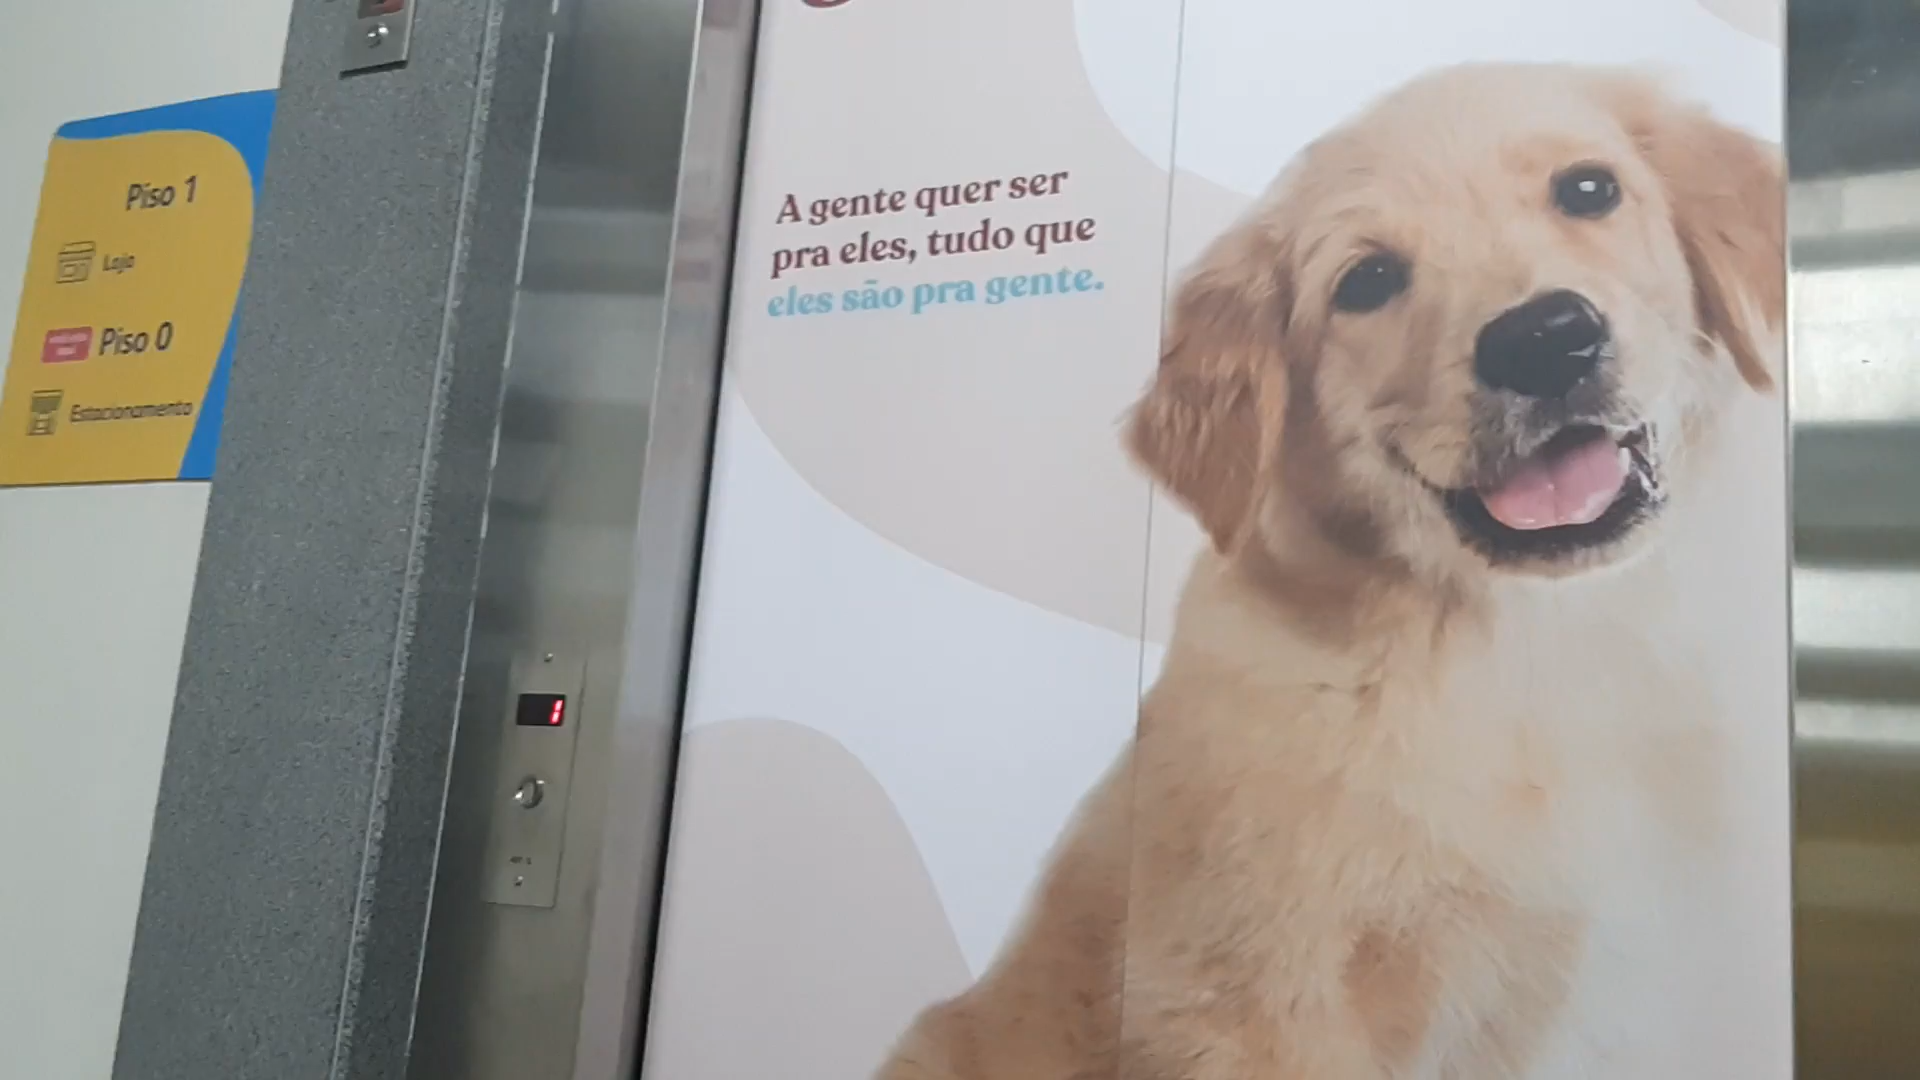 Piso 1
Loja
Piso 0
Estacionamento
A gente quer ser
pra eles, tudo que
eles são pra gente.
1